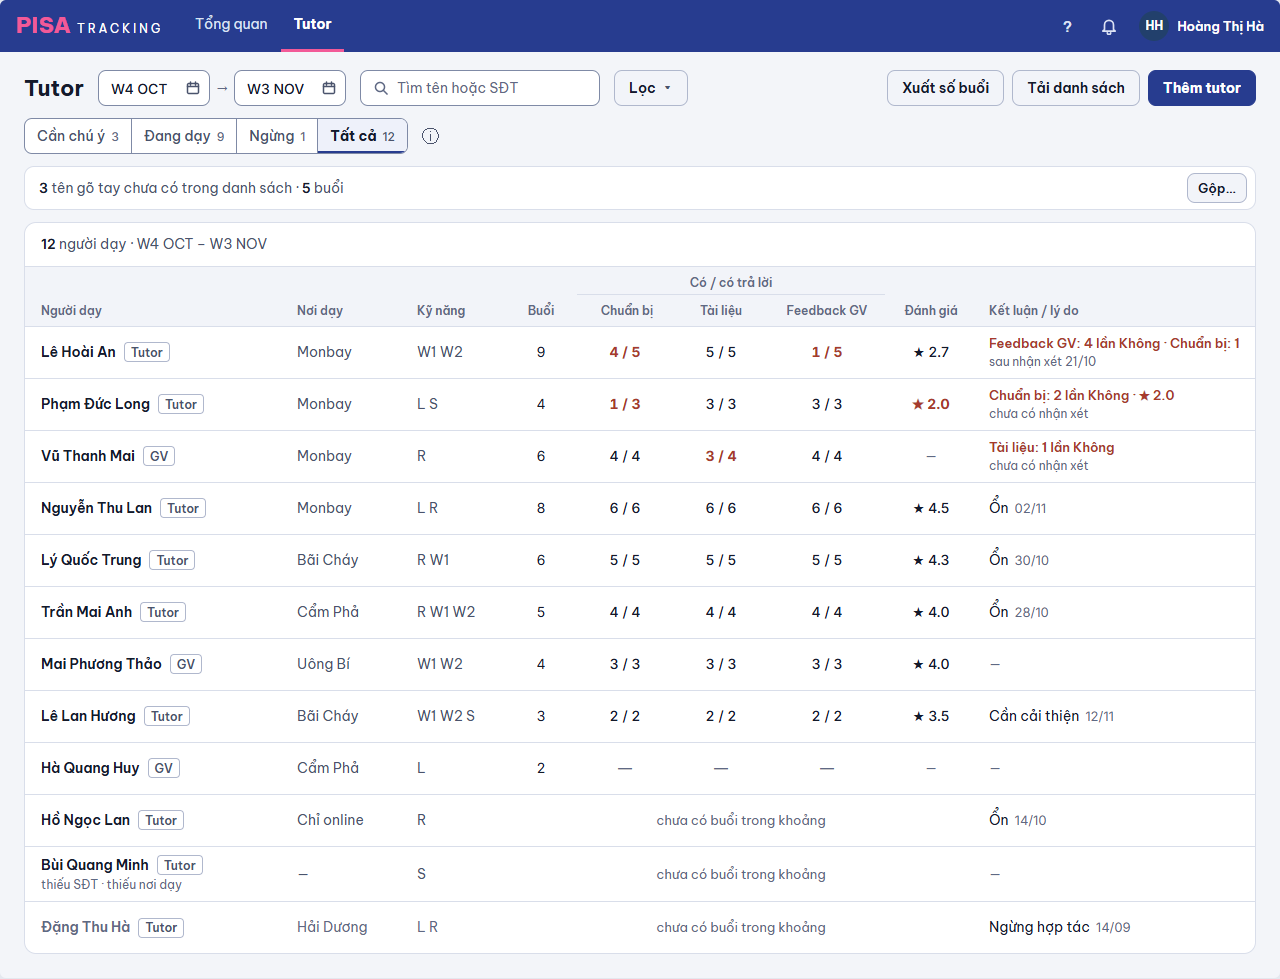 PISA TRACKING Tổng quan Tutor ? HH Hoàng Thị Hà
Tutor W4 OCT → W3 NOV Tìm tên hoặc SĐT Lọc Xuất số buổi Tải danh sách Thêm tutor
Cần chú ý 3 Đang dạy 9 Ngừng 1 Tất cả 12
3 tên gõ tay chưa có trong danh sách · 5 buổi Gộp...
12 người dạy · W4 OCT – W3 NOV
Có / có trả lời
Người dạy Nơi dạy Kỹ năng Buổi Chuẩn bị Tài liệu Feedback GV Đánh giá Kết luận / lý do
Lê Hoài An Tutor Monbay W1 W2 9 4 / 5 5 / 5 1 / 5 ★ 2.7 Feedback GV: 4 lần Không · Chuẩn bị: 1
sau nhận xét 21/10
Phạm Đức Long Tutor Monbay L S 4 1 / 3 3 / 3 3 / 3 ★ 2.0 Chuẩn bị: 2 lần Không · ★ 2.0
chưa có nhận xét
Vũ Thanh Mai GV Monbay R 6 4 / 4 3 / 4 4 / 4 — Tài liệu: 1 lần Không
chưa có nhận xét
Nguyễn Thu Lan Tutor Monbay L R 8 6 / 6 6 / 6 6 / 6 ★ 4.5 Ổn 02/11
Lý Quốc Trung Tutor Bãi Cháy R W1 6 5 / 5 5 / 5 5 / 5 ★ 4.3 Ổn 30/10
Trần Mai Anh Tutor Cẩm Phả R W1 W2 5 4 / 4 4 / 4 4 / 4 ★ 4.0 Ổn 28/10
Mai Phương Thảo GV Uông Bí W1 W2 4 3 / 3 3 / 3 3 / 3 ★ 4.0 —
Lê Lan Hương Tutor Bãi Cháy W1 W2 S 3 2 / 2 2 / 2 2 / 2 ★ 3.5 Cần cải thiện 12/11
Hà Quang Huy GV Cẩm Phả L 2 — — — — —
Hồ Ngọc Lan Tutor Chỉ online R chưa có buổi trong khoảng Ổn 14/10
Bùi Quang Minh Tutor — S chưa có buổi trong khoảng —
thiếu SĐT · thiếu nơi dạy
Đặng Thu Hà Tutor Hải Dương L R chưa có buổi trong khoảng Ngừng hợp tác 14/09